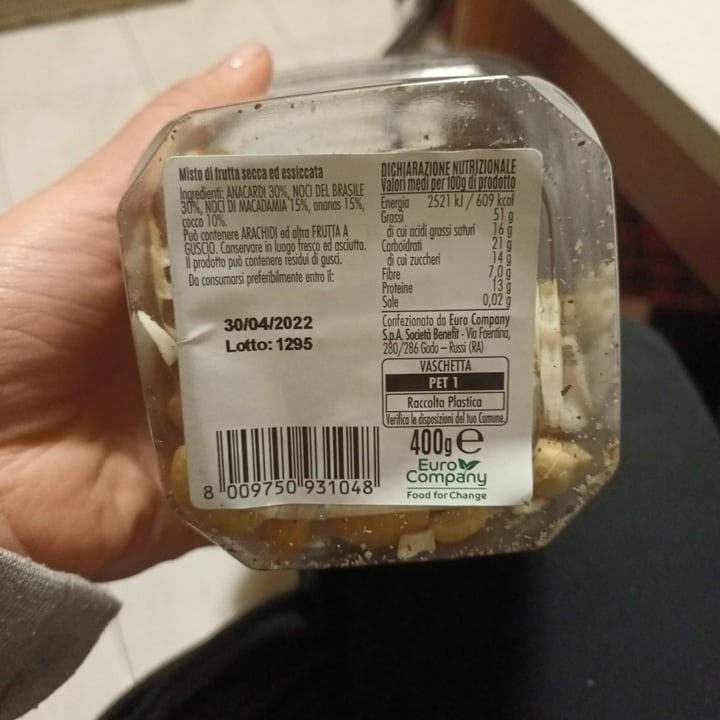 Misto di frutta secca ed essiccata
Ingredienti: ANACARDI 30%, NOCI DEL BRASILE
30%, NOCI DI MACADAMIA 15%, ananas 15%,
cocco 10%.
Può contenere ARACHIDI ed altra FRUTTA A
GUSCIO. Conservare in luogo fresco ed asciutto.
Il prodotto può contenere residui di gusci.
Da consumarsi preferibilmente entro il:
30/04/2022
Lotto: 1295
8 009750 931048
DICHIARAZIONE NUTRIZIONALE
Valori medi per 100g di prodotto
Energia 2521 kJ / 609 kcal
Grassi 51 g
di cui acidi grassi saturi 16 g
Carboidrati 21 g
di cui zuccheri 14 g
Fibre 7,0 g
Proteine 13 g
Sale 0,02 g
Confezionato da Euro Company
S.p.A. Società Benefit - Via Faentina,
280/286 Godo - Russi (RA)
VASCHETTA
PET 1
Raccolta Plastica
Verifica le disposizioni del tuo Comune
400g e
Euro
Company
Food for Change